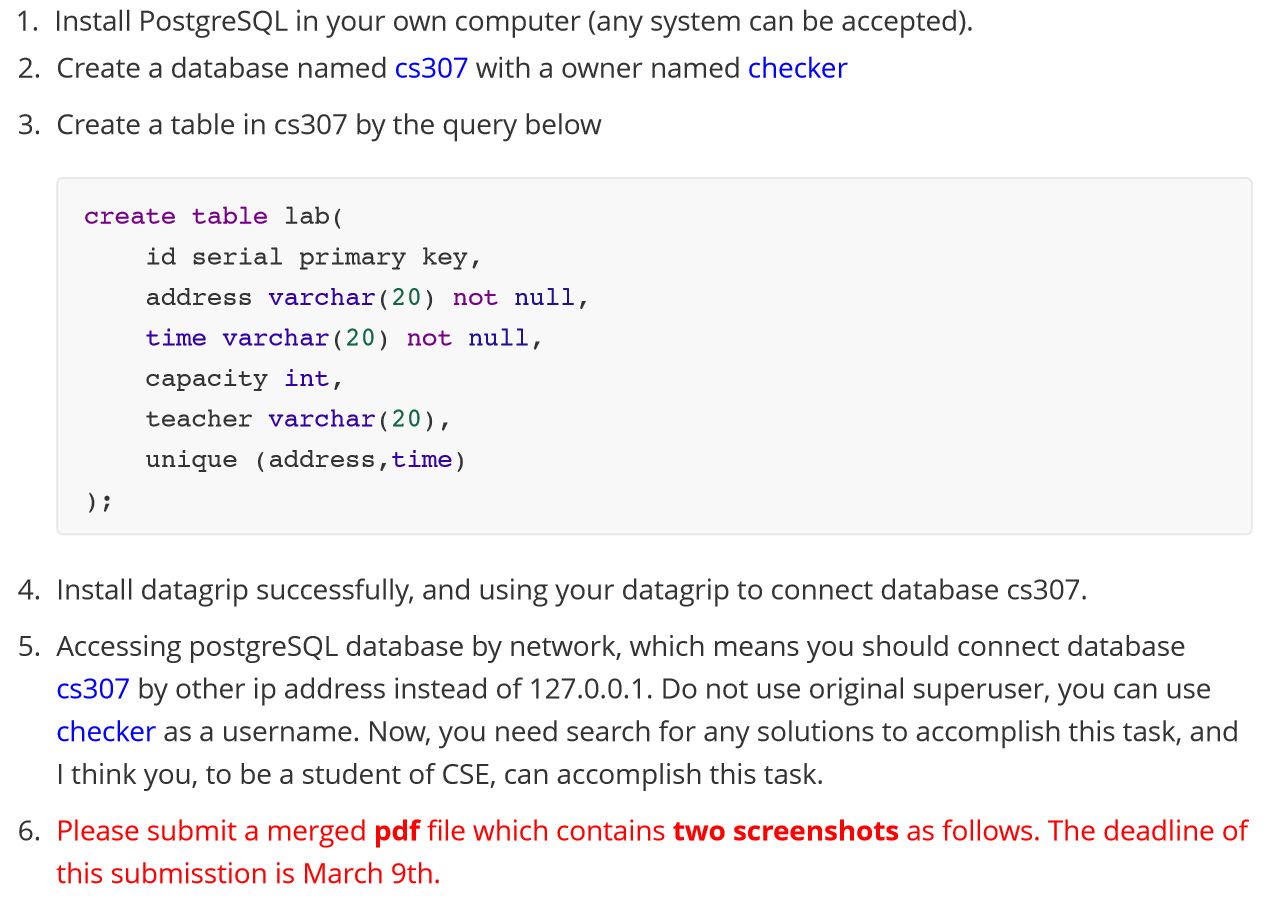 1. Install PostgreSQL in your own computer (any system can be accepted).
2. Create a database named cs307 with a owner named checker
3. Create a table in cs307 by the query below
create table lab(
    id serial primary key,
    address varchar(20) not null,
    time varchar(20) not null,
    capacity int,
    teacher varchar(20),
    unique (address,time)
);
4. Install datagrip successfully, and using your datagrip to connect database cs307.
5. Accessing postgreSQL database by network, which means you should connect database
cs307 by other ip address instead of 127.0.0.1. Do not use original superuser, you can use
checker as a username. Now, you need search for any solutions to accomplish this task, and
I think you, to be a student of CSE, can accomplish this task.
6. Please submit a merged pdf file which contains two screenshots as follows. The deadline of
this submisstion is March 9th.